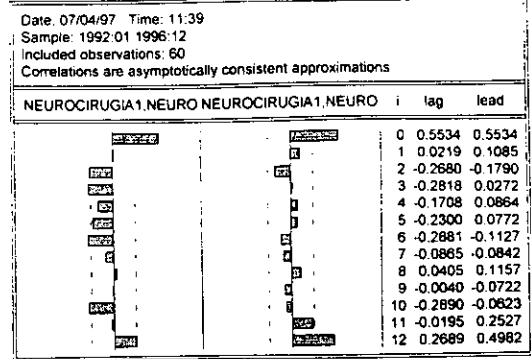 Date: 07/04/97 Time: 11:39
Sample: 1992:01 1996:12
Included observations: 60
Correlations are asymptotically consistent approximations
NEUROCIRUGIA1,NEURO NEUROCIRUGIA1,NEURO i lag lead
0 0.5534 0.5534
1 0.0219 0.1085
2 -0.2680 -0.1790
3 -0.2818 0.0272
4 -0.1708 0.0864
5 -0.2300 0.0772
6 -0.2881 -0.1127
7 -0.0865 -0.0842
8 0.0405 0.1157
9 -0.0040 -0.0722
10 -0.2890 -0.0623
11 -0.0195 0.2527
12 0.2689 0.4982